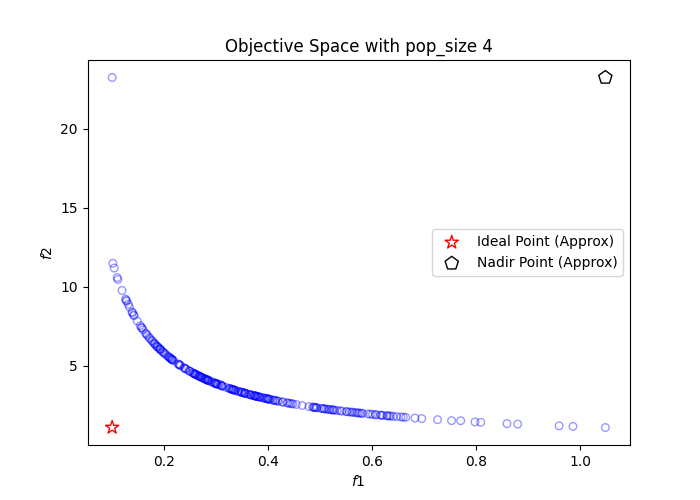 Objective Space with pop_size 4
f2
20
15
10
5
Ideal Point (Approx)
Nadir Point (Approx)
0.2 0.4 0.6 0.8 1.0
f1